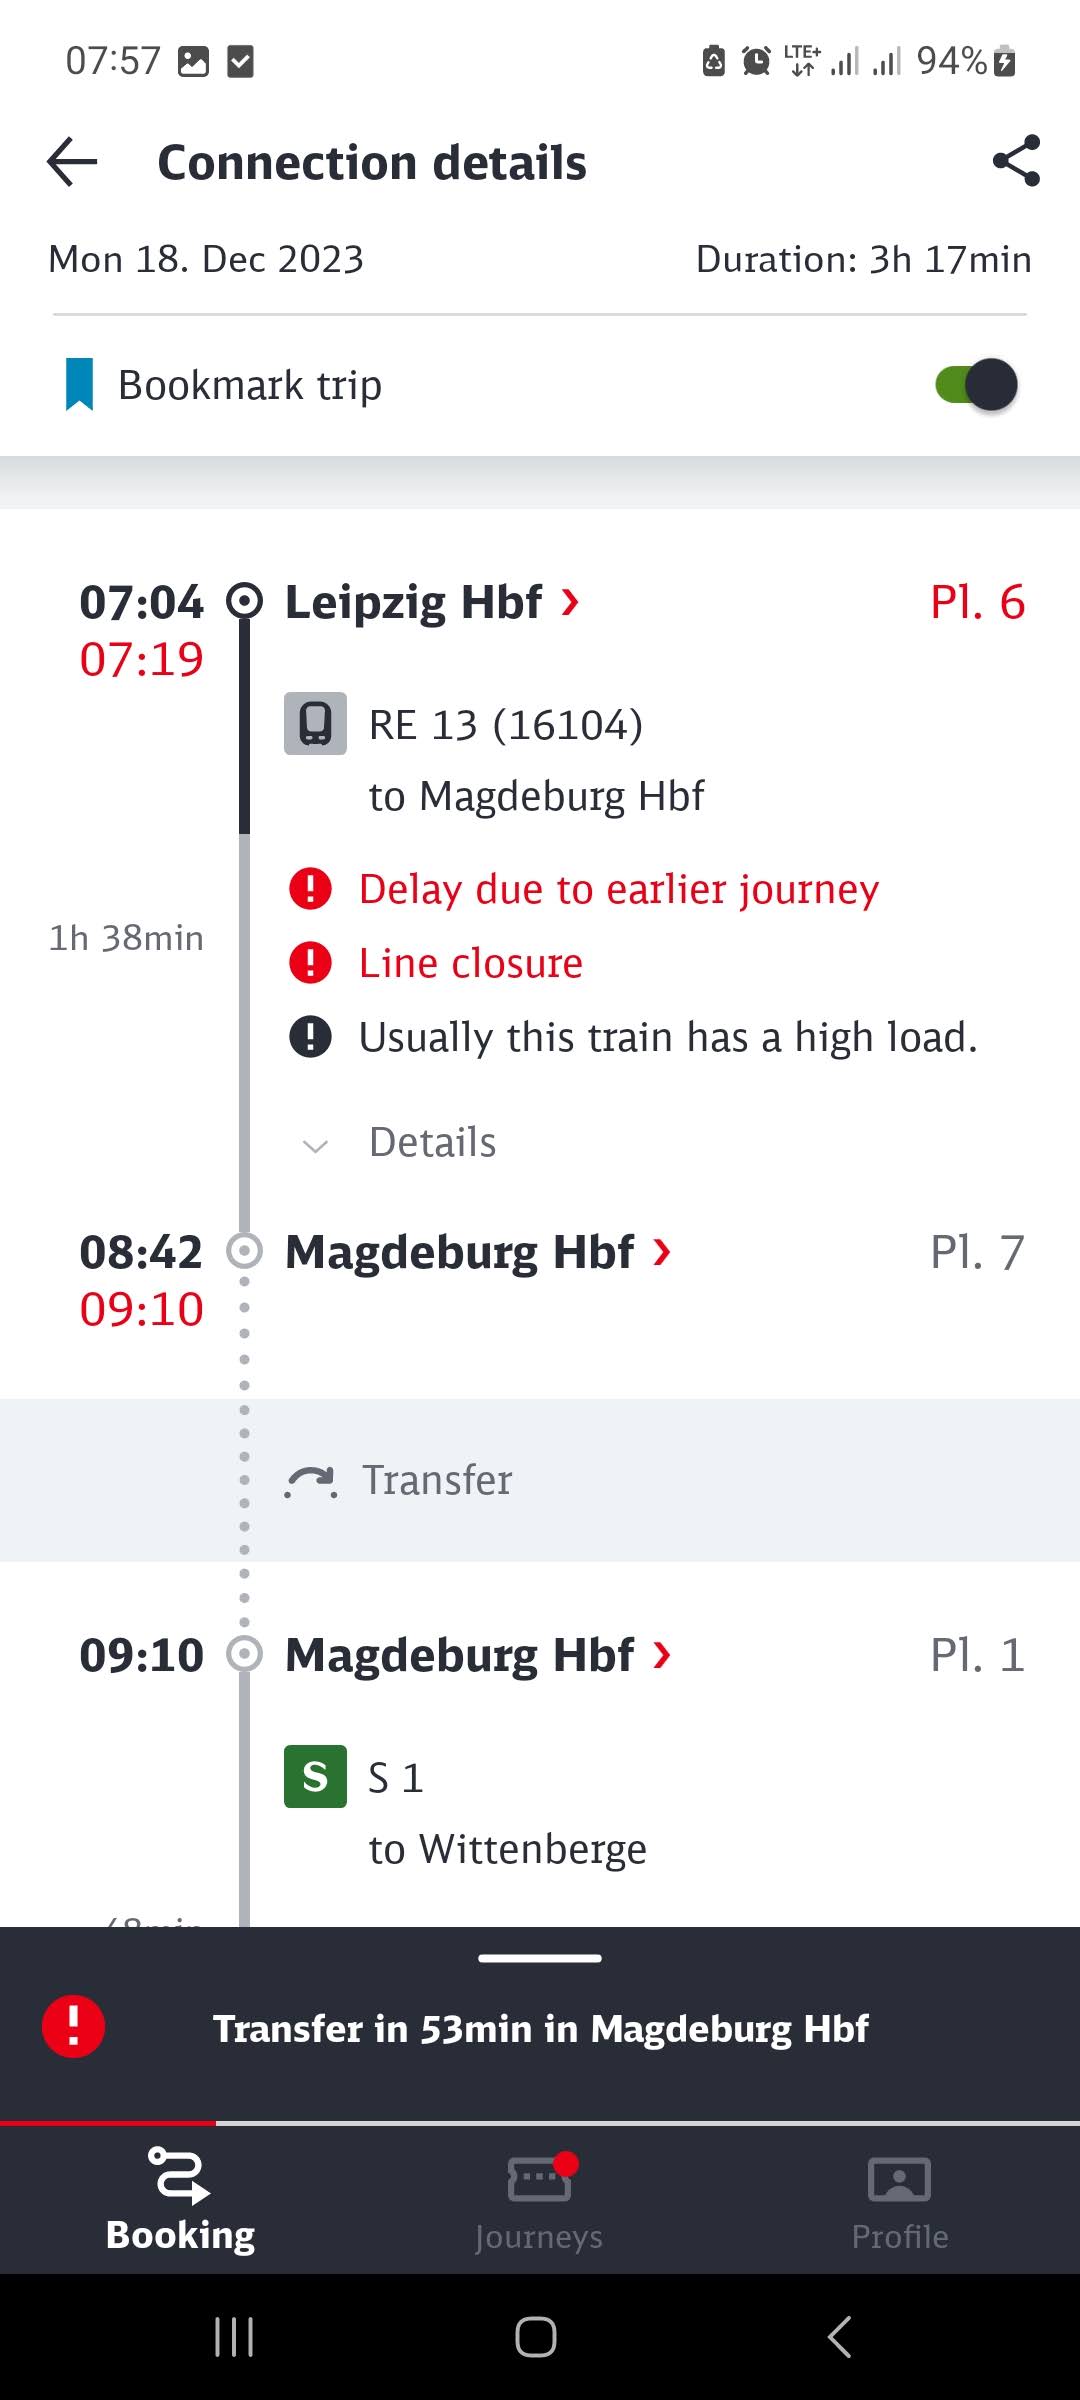 07:57 LTE+ 94%
Connection details
Mon 18. Dec 2023 Duration: 3h 17min
Bookmark trip
07:04 Leipzig Hbf Pl. 6
07:19
RE 13 (16104)
to Magdeburg Hbf
Delay due to earlier journey
1h 38min
Line closure
Usually this train has a high load.
Details
08:42 Magdeburg Hbf Pl. 7
09:10
Transfer
09:10 Magdeburg Hbf Pl. 1
S S 1
to Wittenberge
Transfer in 53min in Magdeburg Hbf
Booking Journeys Profile